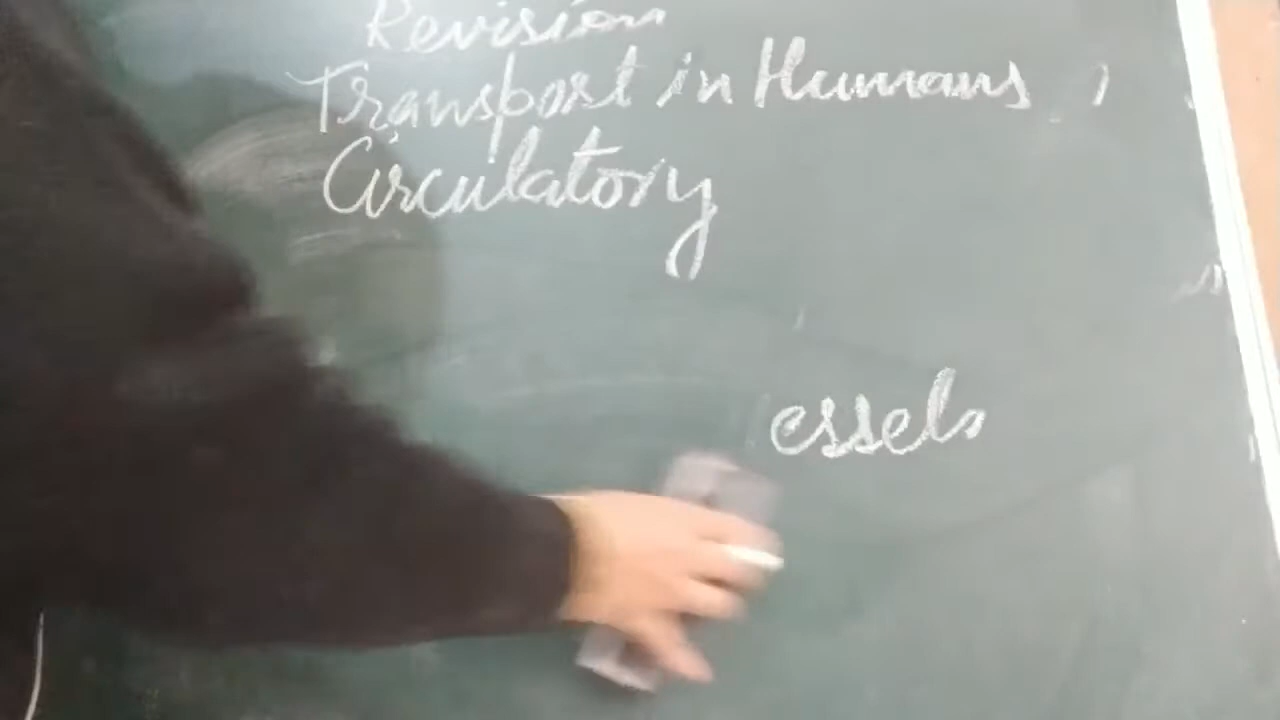 Revision
Transport in Humans
Circulatory
essels